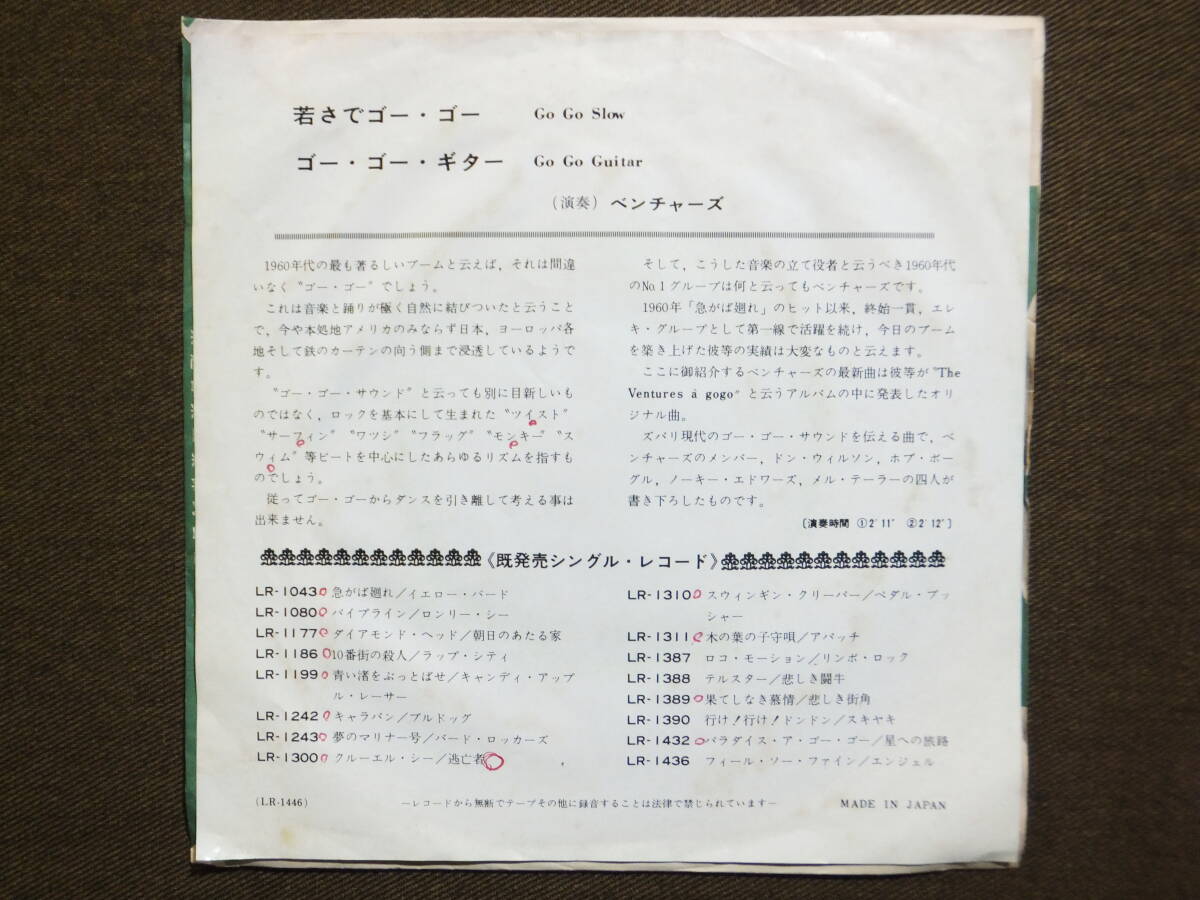 若さでゴー・ゴー Go Go Slow
ゴー・ゴー・ギター Go Go Guitar
(演奏) ベンチャーズ
1960年代の最も著るしいブームと云えば，それは間違
いなく〝ゴー・ゴー〟でしょう。
これは音楽と踊りが極く自然に結びついたと云うこと
で，今や本処地アメリカのみならず日本，ヨーロッパ各
地そして鉄のカーテンの向う側まで浸透しているようで
す。
〝ゴー・ゴー・サウンド〟と云っても別に目新しいも
のではなく，ロックを基本にして生まれた〝ツイスト〟
〝サーフィン〟〝ワツシ〟〝フラッグ〟〝モンキー〟〝ス
ウィム〟等ビートを中心にしたあらゆるリズムを指すも
のでしょう。
従ってゴー・ゴーからダンスを引き離して考える事は
出来ません。
そして，こうした音楽の立て役者と云うべき1960年代
のNo.1グループは何と云ってもベンチャーズです。
1960年「急がば廻れ」のヒット以来，終始一貫，エレ
キ・グループとして第一線で活躍を続け，今日のブーム
を築き上げた彼等の実績は大変なものと云えます。
ここに御紹介するベンチャーズの最新曲は彼等が〝The
Ventures á gogo〟と云うアルバムの中に発表したオリ
ジナル曲。
ズバリ現代のゴー・ゴー・サウンドを伝える曲で，ベ
ンチャーズのメンバー，ドン・ウィルソン，ホブ・ボー
グル，ノーキー・エドワーズ，メル・テーラーの四人が
書き下ろしたものです。
[演奏時間 ①2′11″ ②2′12″]
《既発売シングル・レコード》
LR-1043 急がば廻れ／イエロー・バード
LR-1080 パイプライン／ロンリー・シー
LR-1177 ダイアモンド・ヘッド／朝日のあたる家
LR-1186 10番街の殺人／ラップ・シティ
LR-1199 青い渚をぶっとばせ／キャンディ・アップ
ル・レーサー
LR-1242 キャラバン／ブルドッグ
LR-1243 夢のマリナー号／バード・ロッカーズ
LR-1300 クルーエル・シー／逃亡者
LR-1310 スウィンギン・クリーパー／ペダル・プッ
シャー
LR-1311 木の葉の子守唄／アパッチ
LR-1387 ロコ・モーション／リンボ・ロック
LR-1388 テルスター／悲しき闘牛
LR-1389 果てしなき慕情／悲しき街角
LR-1390 行け！行け！ドンドン／スキヤキ
LR-1432 パラダイス・ア・ゴー・ゴー／星への旅路
LR-1436 フィール・ソー・ファイン／エンジェル
(LR-1446) ―レコードから無断でテープその他に録音することは法律で禁じられています― MADE IN JAPAN